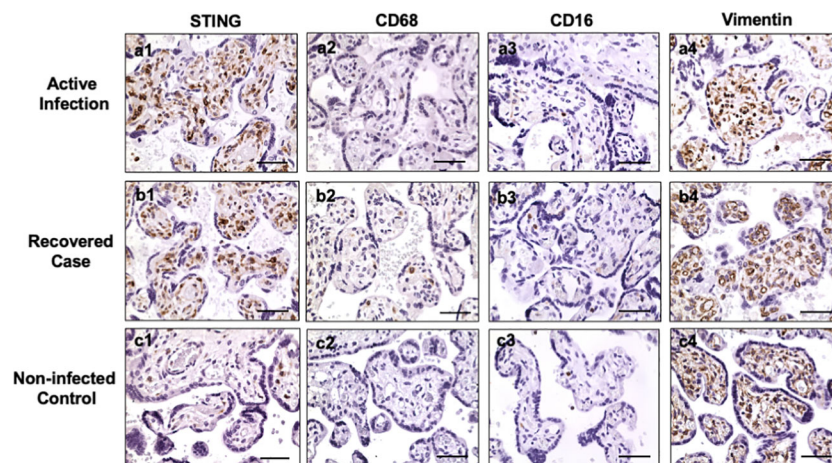 STING CD68 CD16 Vimentin
Active
Infection
a1 a2 a3 a4
Recovered
Case
b1 b2 b3 b4
Non-infected
Control
c1 c2 c3 c4